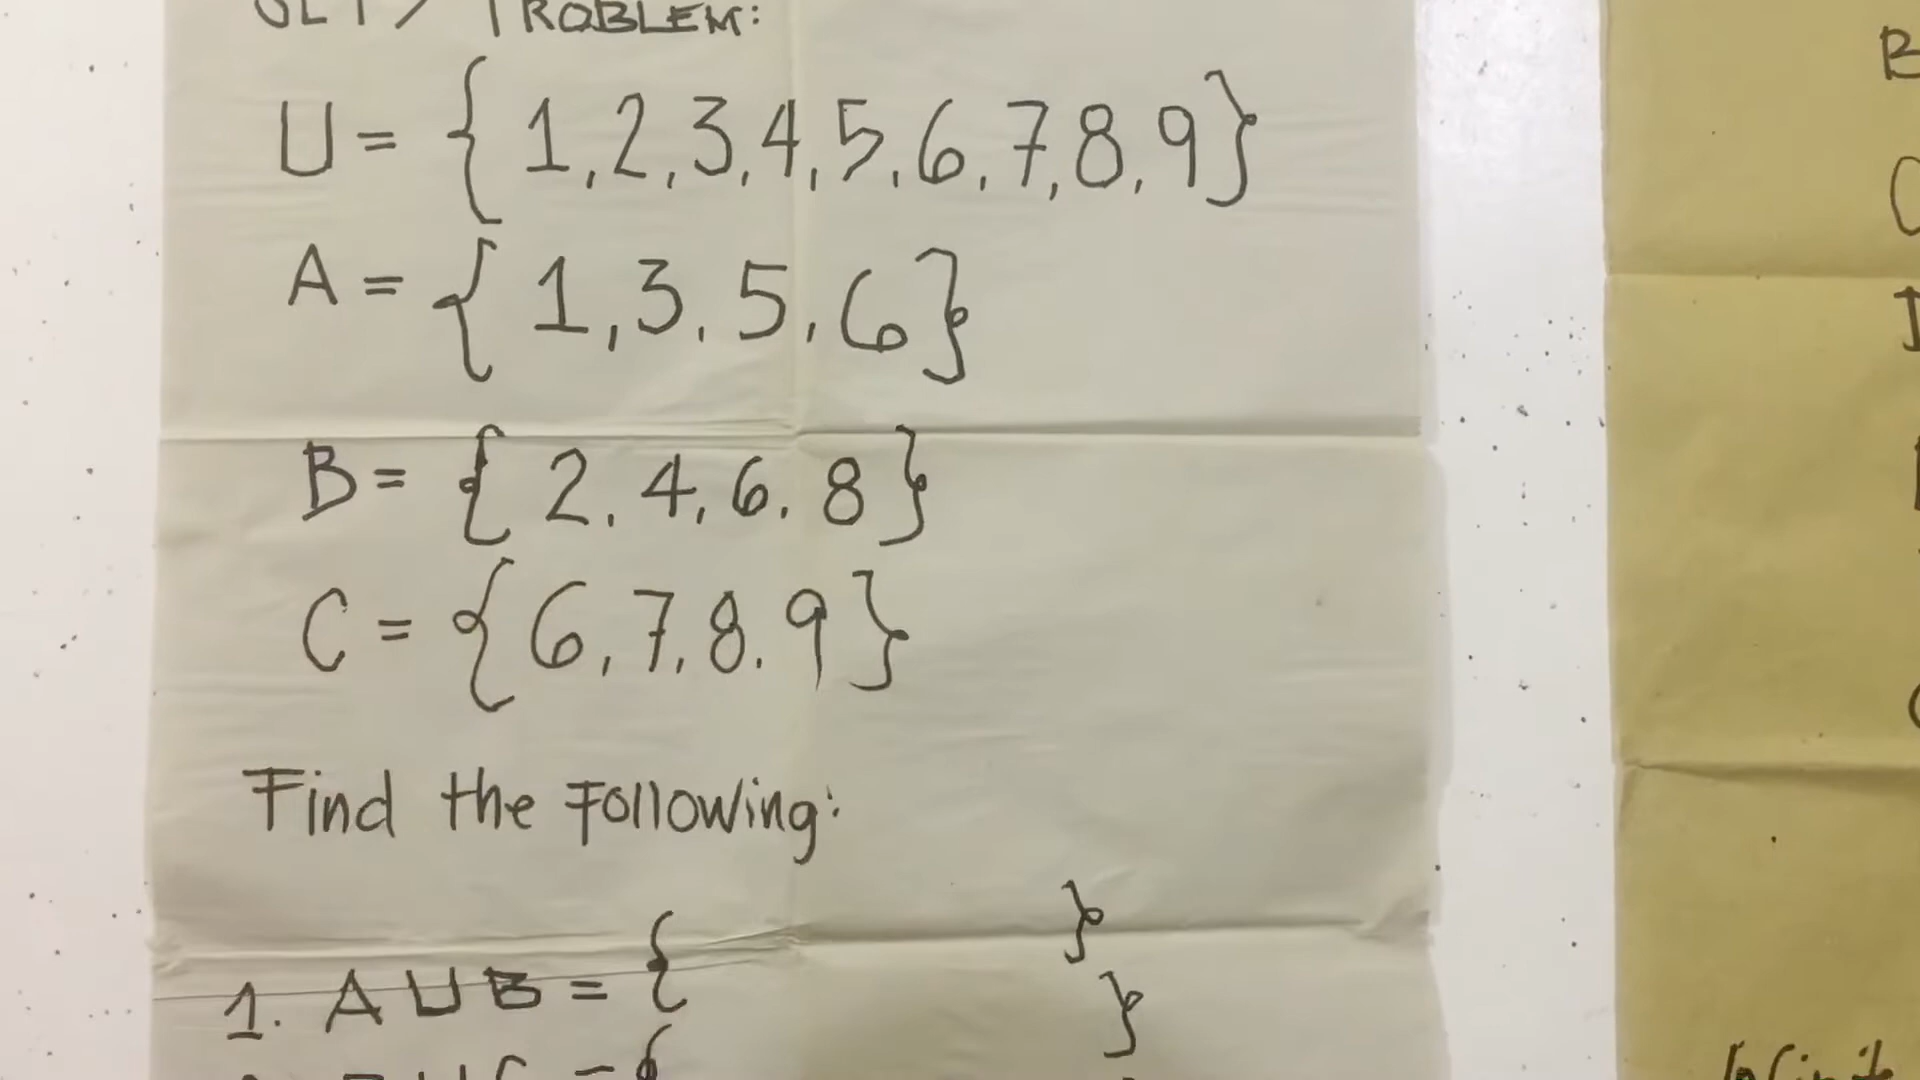 PROBLEM:
U = { 1, 2, 3, 4, 5, 6, 7, 8, 9 }
A = { 1, 3, 5, 6 }
B = { 2, 4, 6, 8 }
C = { 6, 7, 8, 9 }
Find the Following:
1. A U B = { }